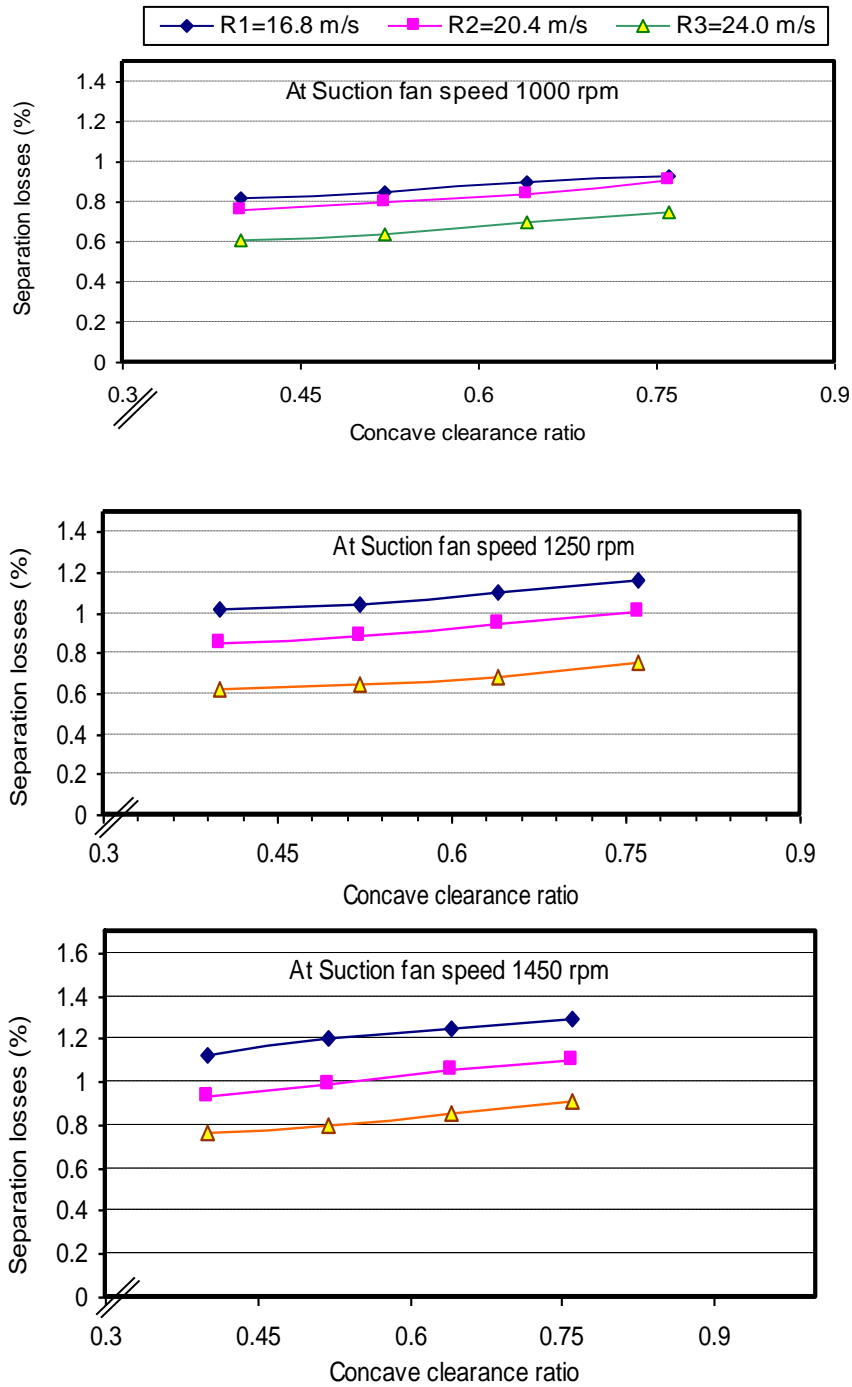 R1=16.8 m/s R2=20.4 m/s R3=24.0 m/s
At Suction fan speed 1000 rpm
Separation losses (%)
1.4
1.2
1
0.8
0.6
0.4
0.2
0
0.3 0.45 0.6 0.75 0.9
Concave clearance ratio
At Suction fan speed 1250 rpm
Separation losses (%)
1.4
1.2
1
0.8
0.6
0.4
0.2
0
0.3 0.45 0.6 0.75 0.9
Concave clearance ratio
At Suction fan speed 1450 rpm
Separation losses (%)
1.6
1.4
1.2
1
0.8
0.6
0.4
0.2
0
0.3 0.45 0.6 0.75 0.9
Concave clearance ratio